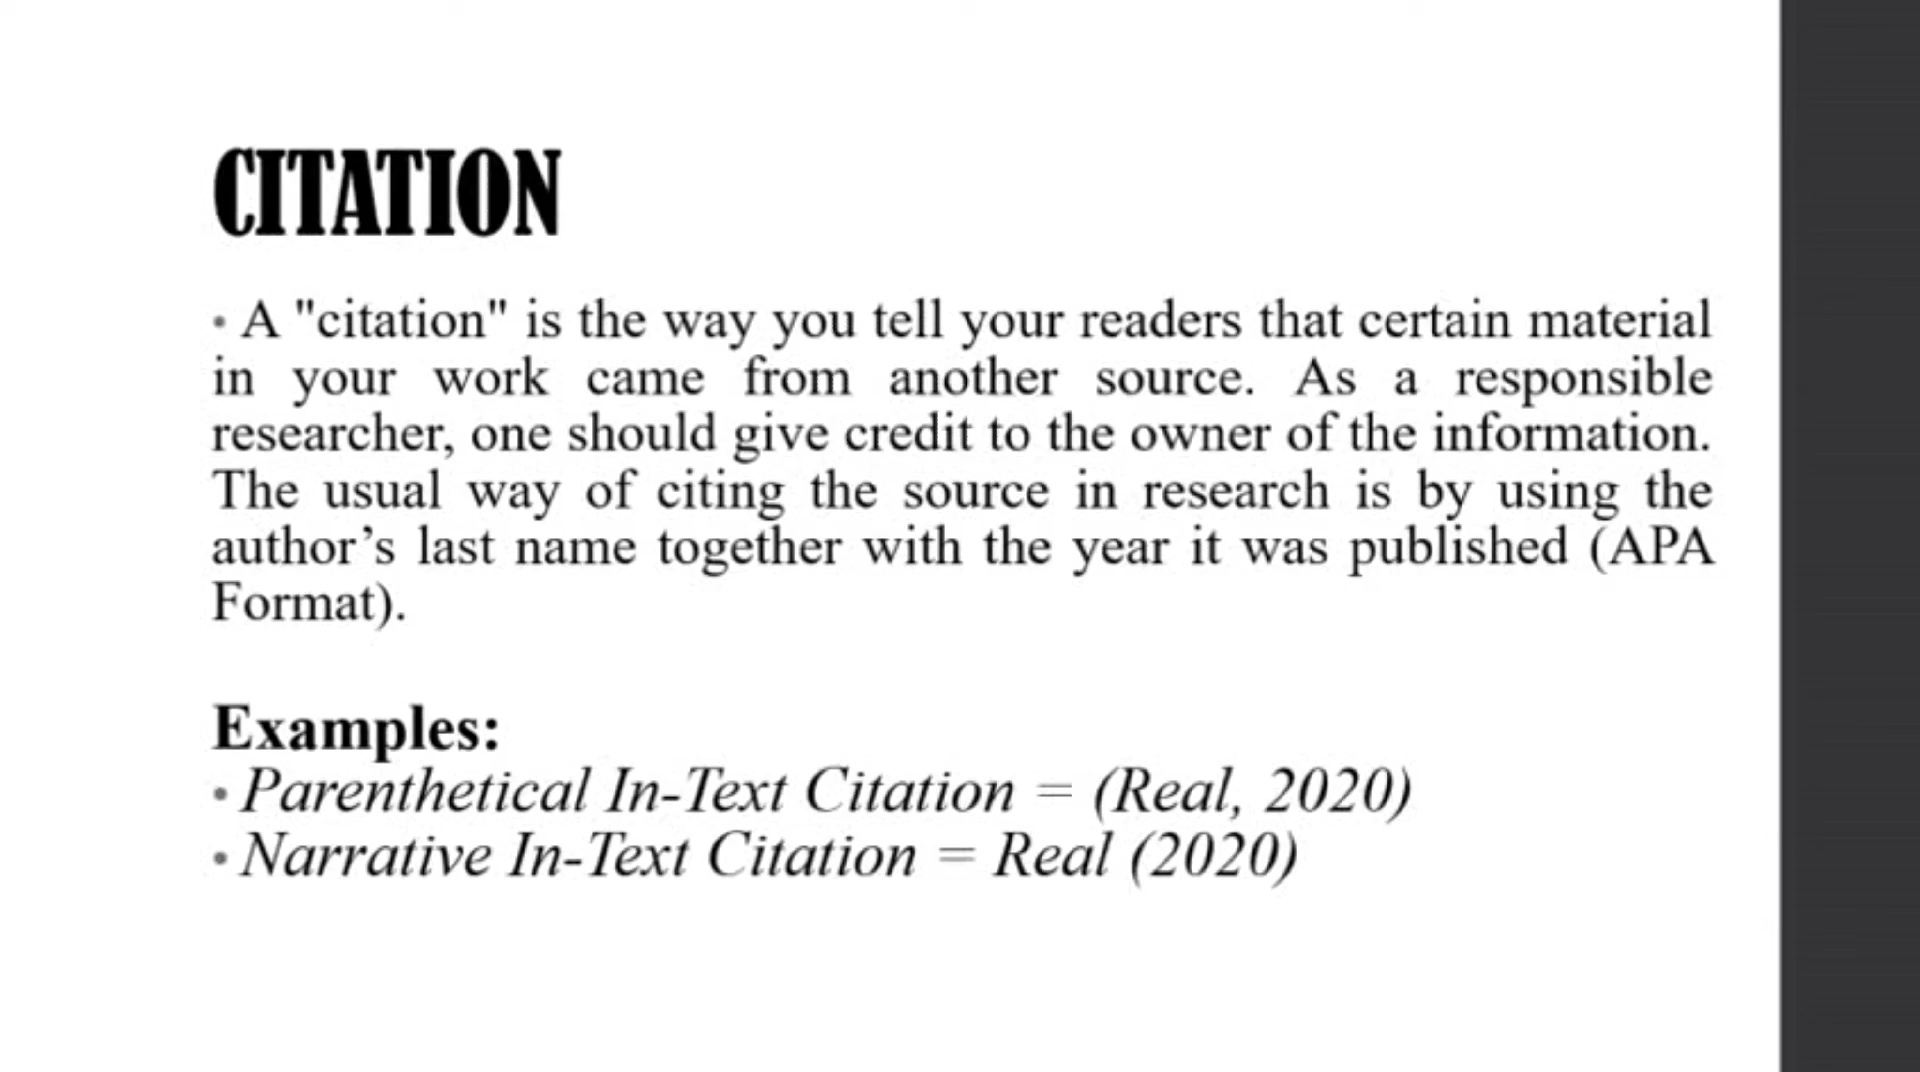 CITATION
• A "citation" is the way you tell your readers that certain material
in your work came from another source. As a responsible
researcher, one should give credit to the owner of the information.
The usual way of citing the source in research is by using the
author’s last name together with the year it was published (APA
Format).
Examples:
• Parenthetical In-Text Citation = (Real, 2020)
• Narrative In-Text Citation = Real (2020)